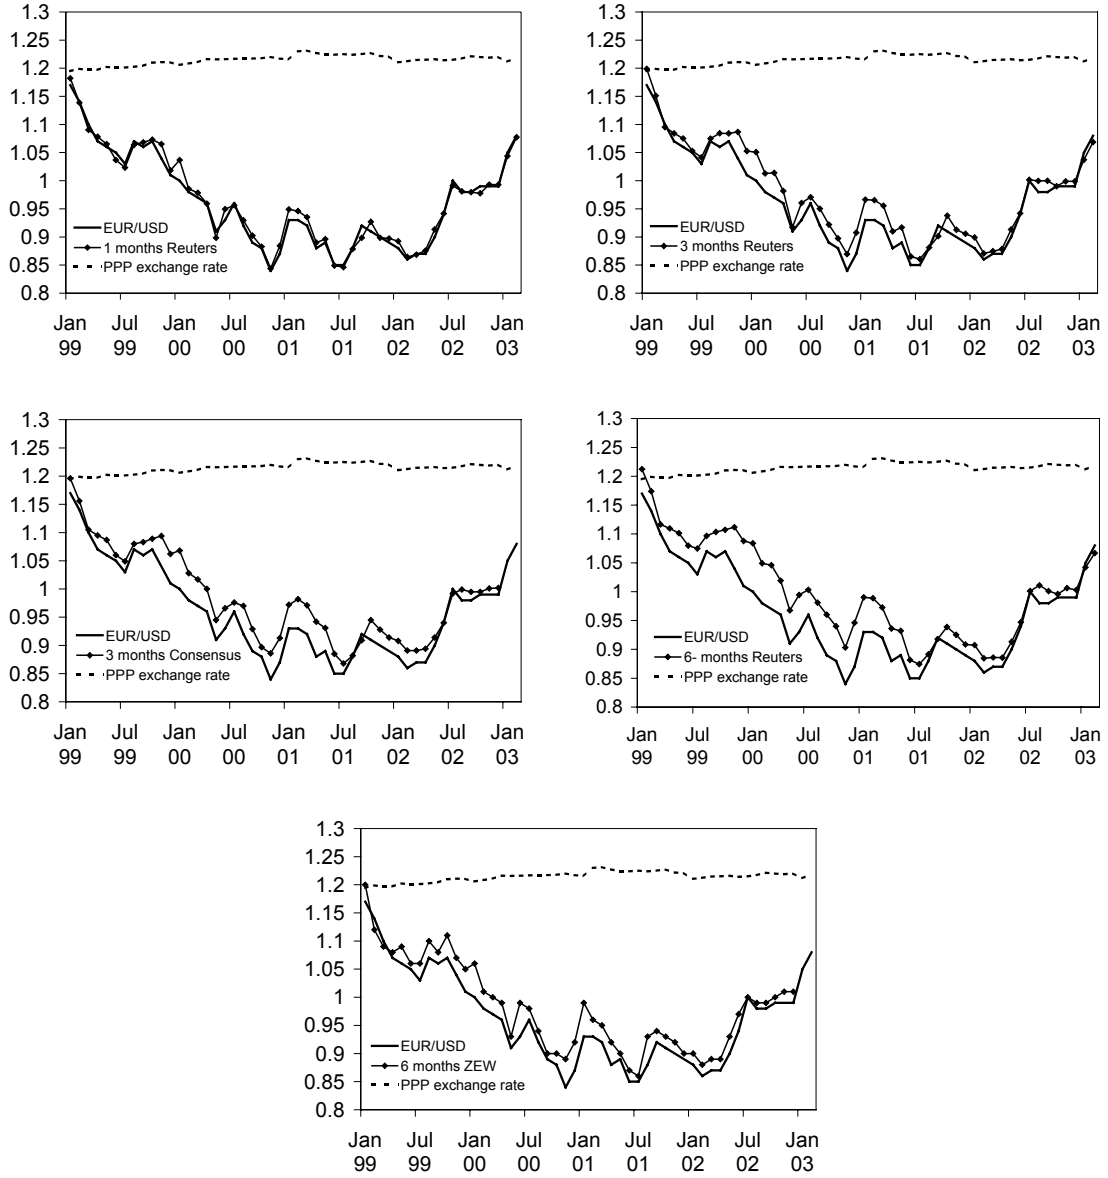 1.3
1.25
1.2
1.15
1.1
1.05
1
0.95
0.9
0.85
0.8
EUR/USD
1 months Reuters
PPP exchange rate
Jan Jul Jan Jul Jan Jul Jan Jul Jan
99 99 00 00 01 01 02 02 03
1.3
1.25
1.2
1.15
1.1
1.05
1
0.95
0.9
0.85
0.8
EUR/USD
3 months Reuters
PPP exchange rate
Jan Jul Jan Jul Jan Jul Jan Jul Jan
99 99 00 00 01 01 02 02 03
1.3
1.25
1.2
1.15
1.1
1.05
1
0.95
0.9
0.85
0.8
EUR/USD
3 months Consensus
PPP exchange rate
Jan Jul Jan Jul Jan Jul Jan Jul Jan
99 99 00 00 01 01 02 02 03
1.3
1.25
1.2
1.15
1.1
1.05
1
0.95
0.9
0.85
0.8
EUR/USD
6- months Reuters
PPP exchange rate
Jan Jul Jan Jul Jan Jul Jan Jul Jan
99 99 00 00 01 01 02 02 03
1.3
1.25
1.2
1.15
1.1
1.05
1
0.95
0.9
0.85
0.8
EUR/USD
6 months ZEW
PPP exchange rate
Jan Jul Jan Jul Jan Jul Jan Jul Jan
99 99 00 00 01 01 02 02 03